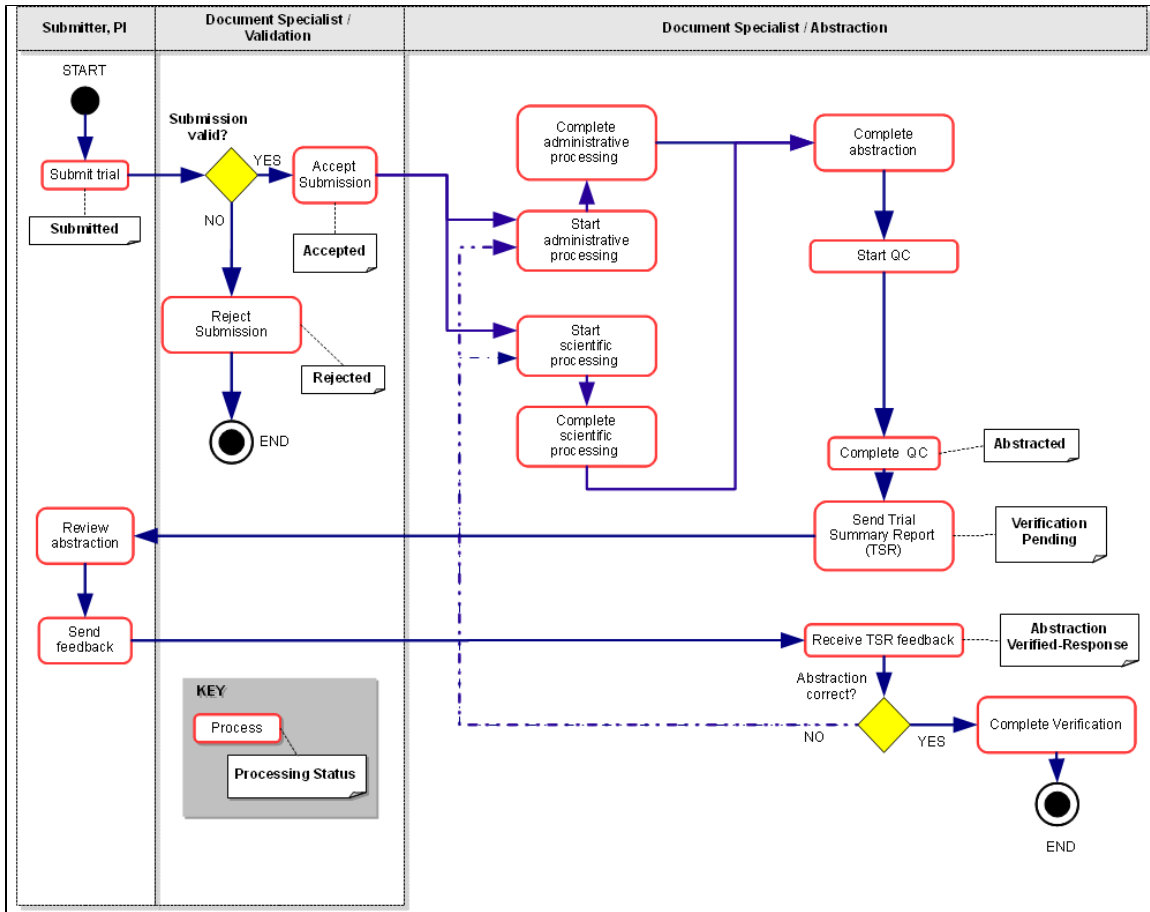 Submitter, PI
Document Specialist /
Validation
Document Specialist / Abstraction
START
Submit trial
Submitted
Submission
valid?
YES
NO
Accept
Submission
Accepted
Reject
Submission
Rejected
END
Complete
administrative
processing
Start
administrative
processing
Start
scientific
processing
Complete
scientific
processing
Complete
abstraction
Start QC
Complete QC
Abstracted
Send Trial
Summary Report
(TSR)
Verification
Pending
Review
abstraction
Send
feedback
Receive TSR feedback
Abstraction
Verified-Response
Abstraction
correct?
NO
YES
Complete Verification
END
KEY
Process
Processing Status